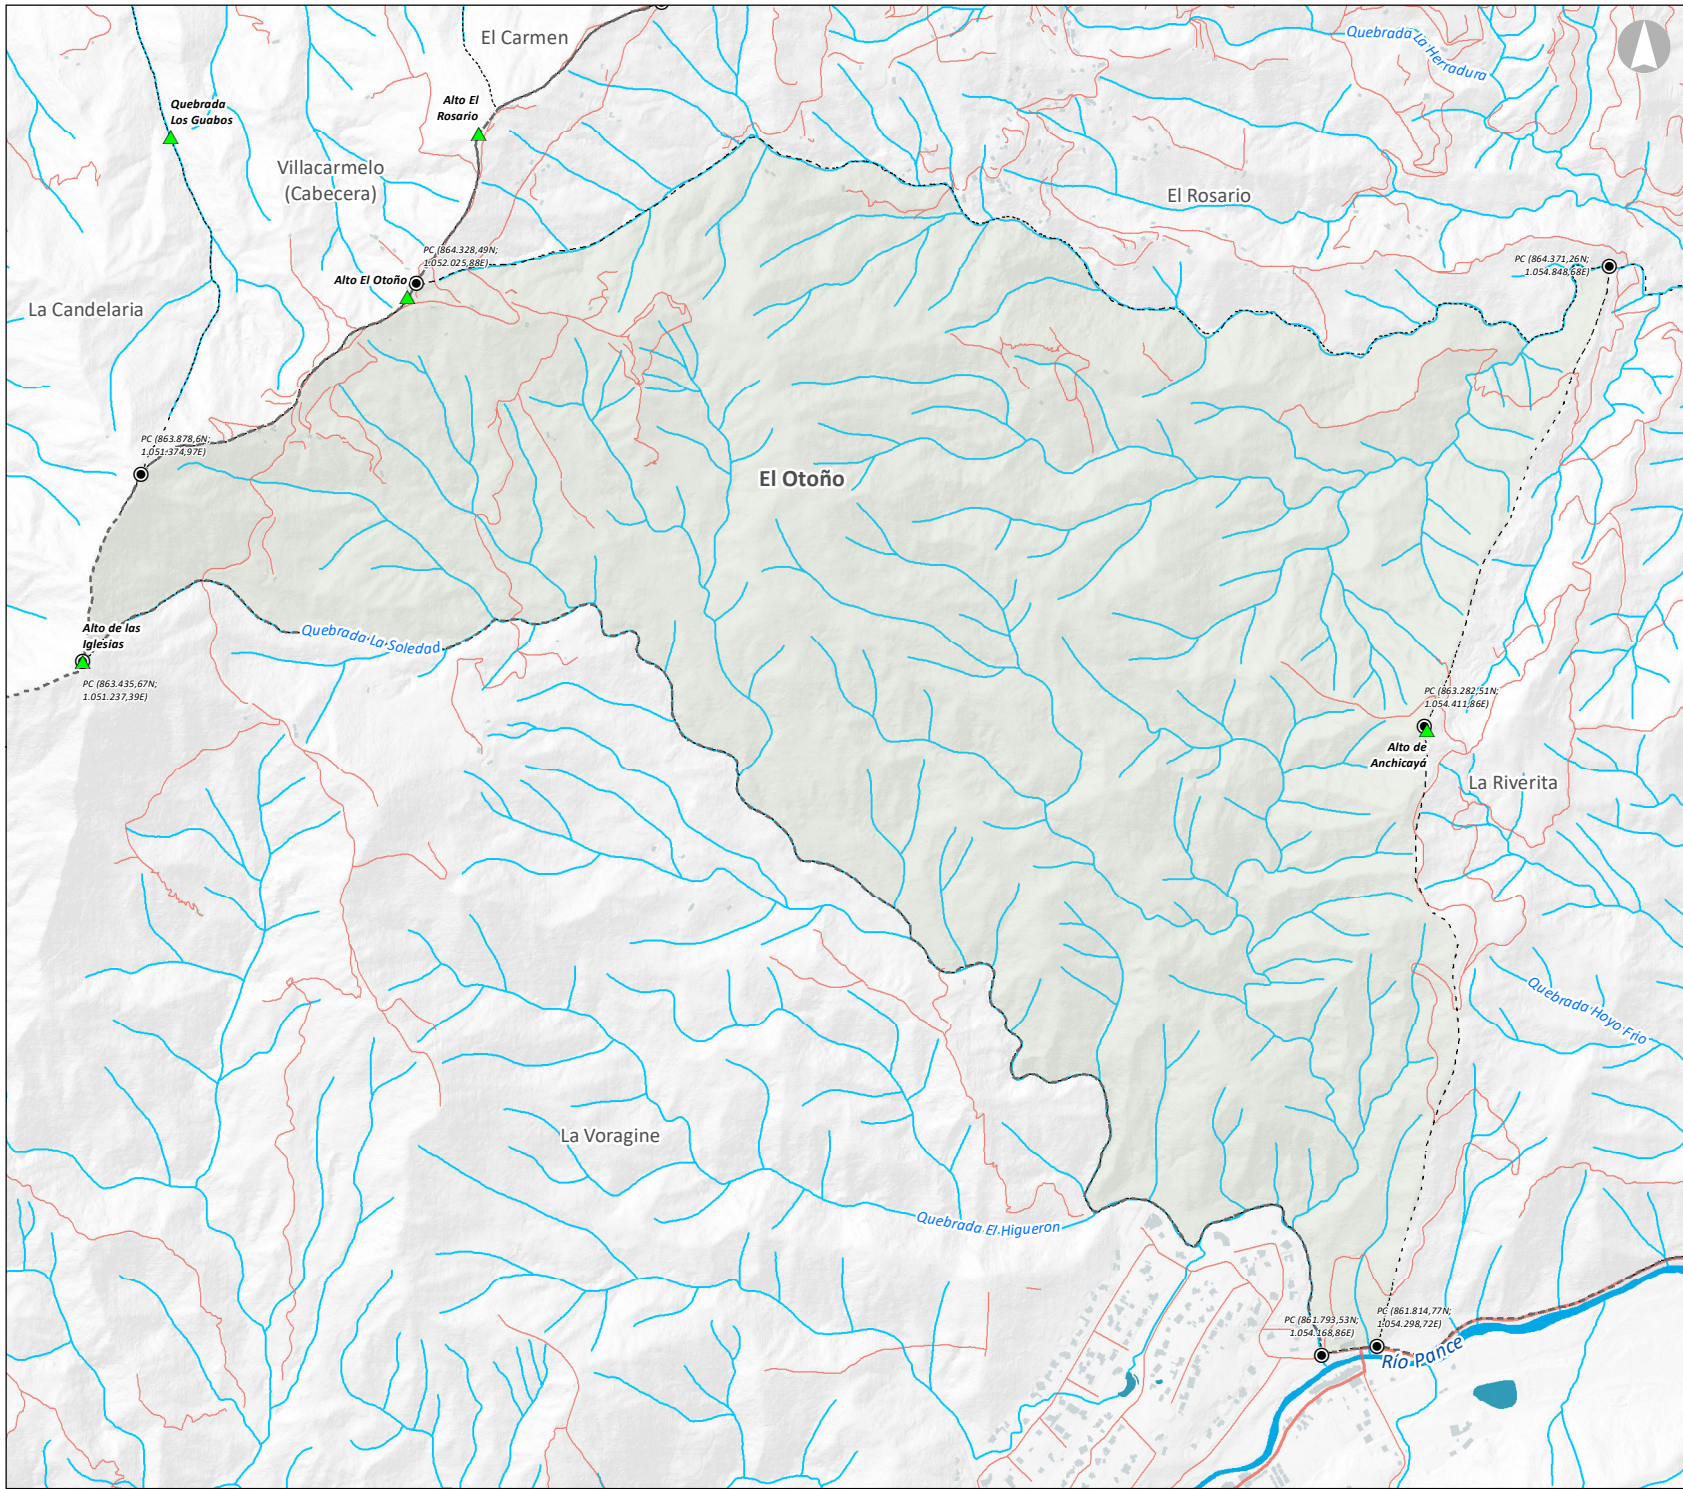 El Carmen
Quebrada La Herradura
Quebrada
Los Guabos
Alto El
Rosario
Villacarmelo
(Cabecera)
El Rosario
PC (864.328,49N;
1.052.025,88E)
PC (864.371,26N;
1.054.848,68E)
Alto El Otoño
La Candelaria
PC (863.878,6N;
1.051.374,97E)
El Otoño
Alto de las
Iglesias
Quebrada La Soledad
PC (863.435,67N;
1.051.237,39E)
PC (863.282,51N;
1.054.411,86E)
Alto de
Anchicayá
La Riverita
Quebrada Hoyo Frio
La Voragine
Quebrada El Higueron
PC (861.793,53N;
1.054.168,86E)
PC (861.814,77N;
1.054.298,72E)
Río Pance